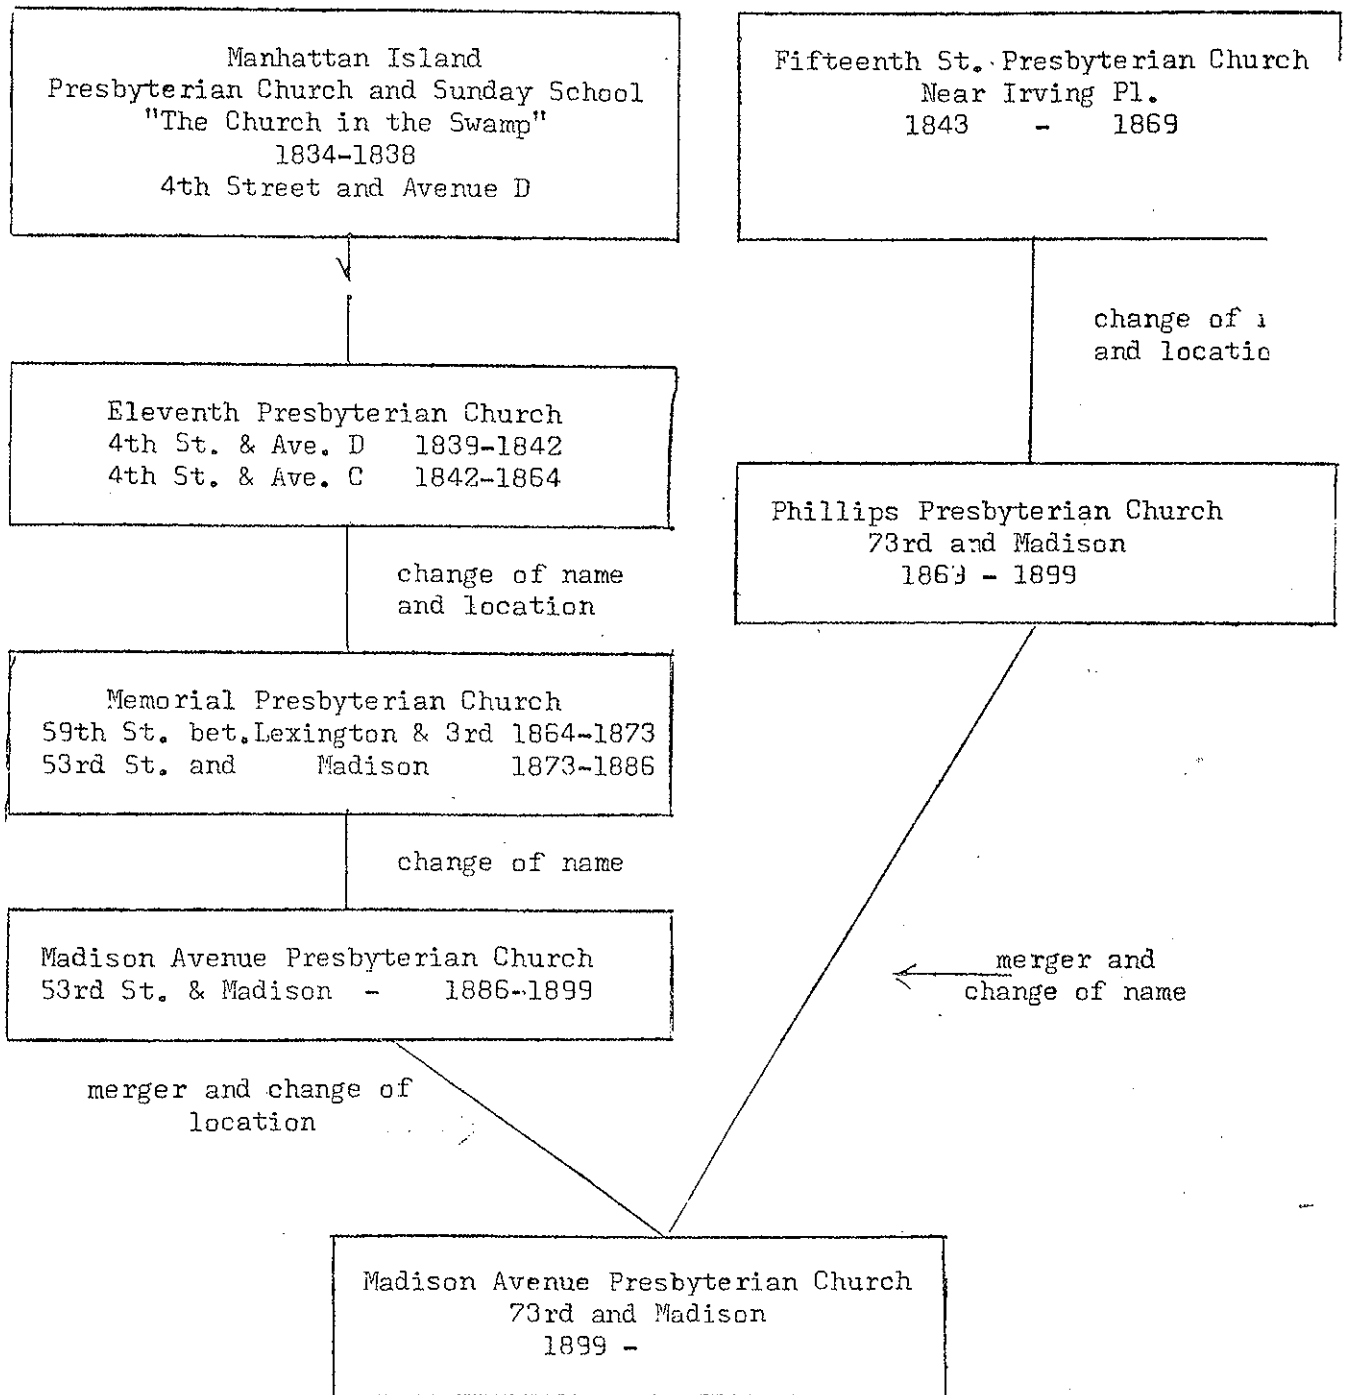 Manhattan Island
Presbyterian Church and Sunday School
"The Church in the Swamp"
1834-1838
4th Street and Avenue D
Fifteenth St. Presbyterian Church
Near Irving Pl.
1843 - 1869
change of
and locatio
Eleventh Presbyterian Church
4th St. & Ave. D 1839-1842
4th St. & Ave. C 1842-1864
Phillips Presbyterian Church
73rd and Madison
1869 - 1899
change of name
and location
Memorial Presbyterian Church
59th St. bet.Lexington & 3rd 1864-1873
53rd St. and Madison 1873-1886
change of name
Madison Avenue Presbyterian Church
53rd St. & Madison - 1886-1899
merger and
change of name
merger and change of
location
Madison Avenue Presbyterian Church
73rd and Madison
1899 -